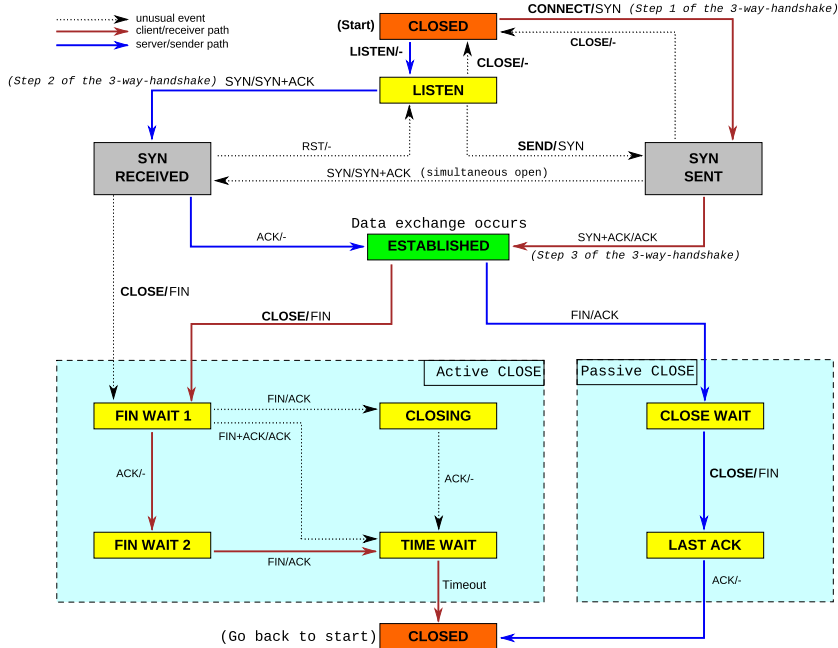 unusual event
client/receiver path
server/sender path
(Start)
CLOSED
CONNECT/SYN (Step 1 of the 3-way-handshake)
CLOSE/-
LISTEN/-
CLOSE/-
(Step 2 of the 3-way-handshake) SYN/SYN+ACK
LISTEN
RST/-
SEND/SYN
SYN
RECEIVED
SYN
SENT
SYN/SYN+ACK (simultaneous open)
Data exchange occurs
ACK/-
ESTABLISHED
SYN+ACK/ACK
(Step 3 of the 3-way-handshake)
CLOSE/FIN
CLOSE/FIN
FIN/ACK
Active CLOSE
Passive CLOSE
FIN WAIT 1
FIN/ACK
CLOSING
CLOSE WAIT
FIN+ACK/ACK
ACK/-
ACK/-
CLOSE/FIN
FIN WAIT 2
TIME WAIT
LAST ACK
FIN/ACK
Timeout
ACK/-
(Go back to start)
CLOSED